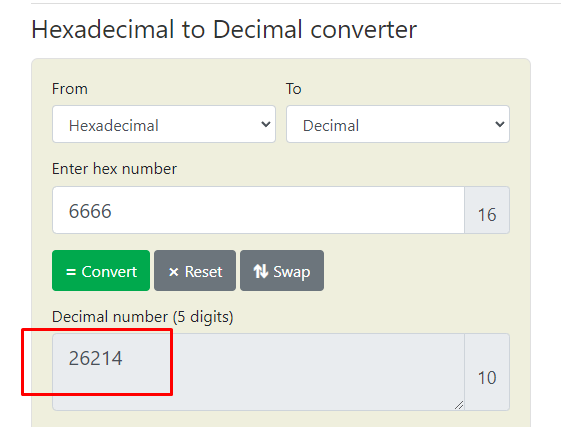 Hexadecimal to Decimal converter
From To
Hexadecimal Decimal
Enter hex number
6666 16
= Convert × Reset Swap
Decimal number (5 digits)
26214 10